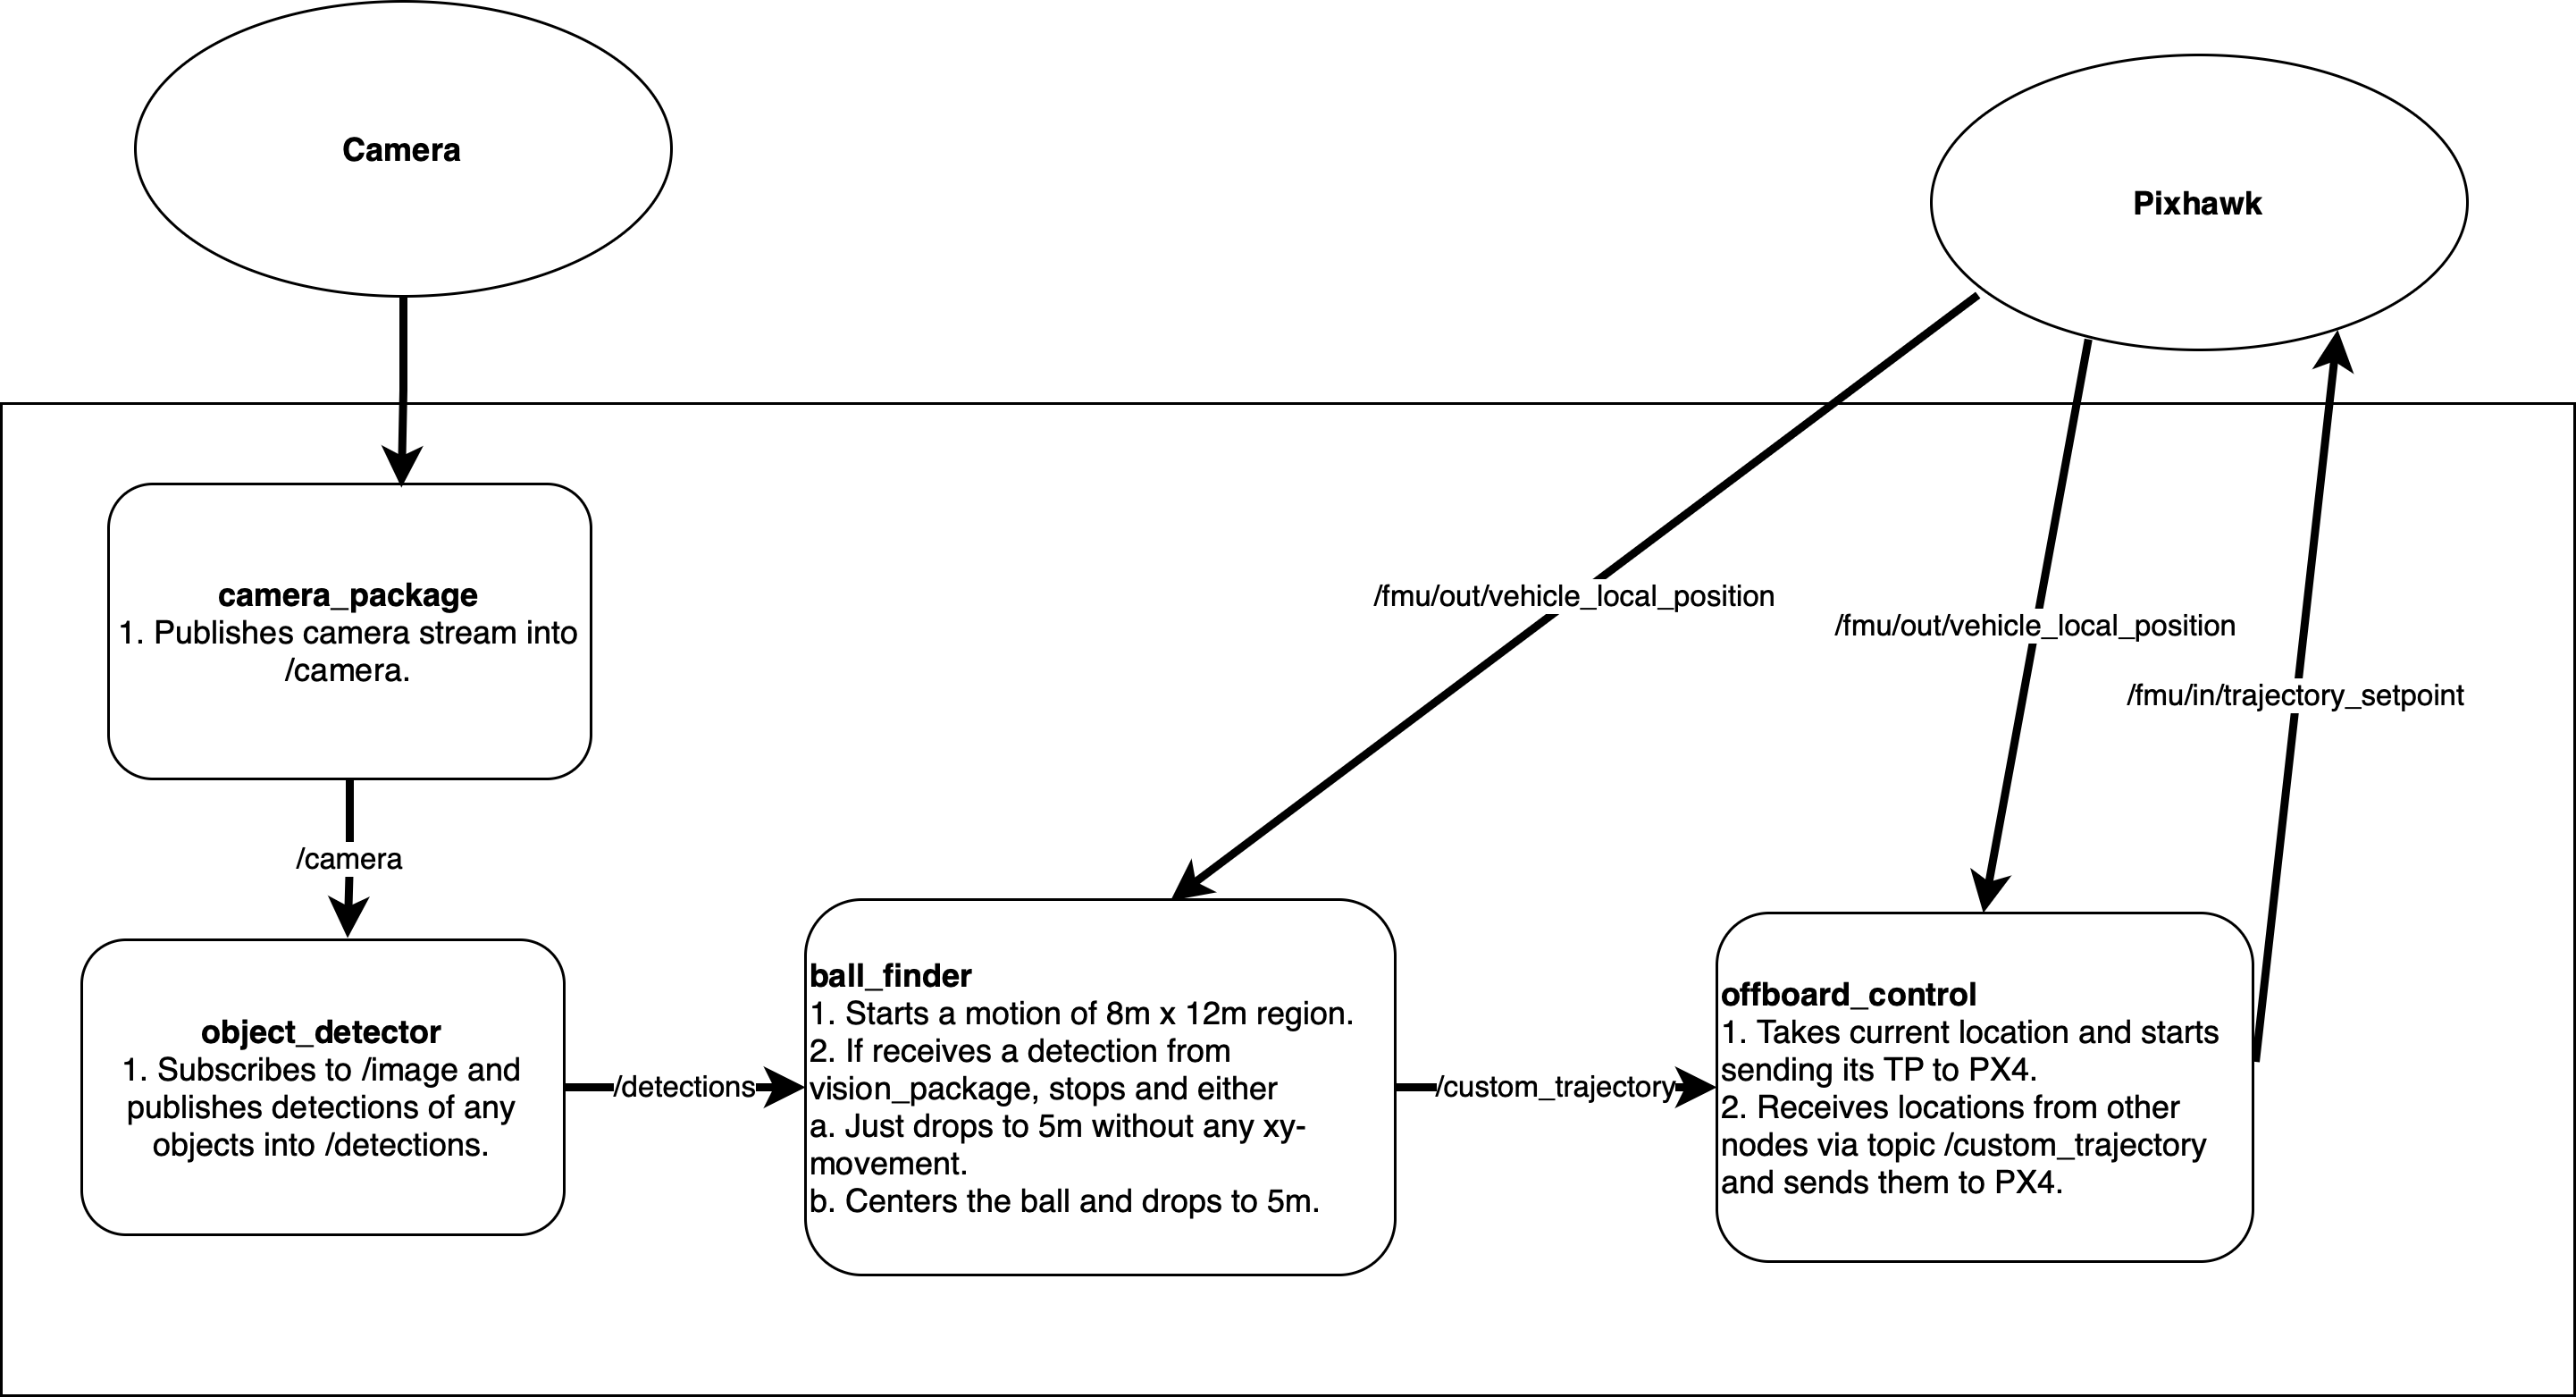 Camera
Pixhawk
camera_package
1. Publishes camera stream into
/camera.
/fmu/out/vehicle_local_position
/fmu/out/vehicle_local_position
/fmu/in/trajectory_setpoint
/camera
object_detector
1. Subscribes to /image and
publishes detections of any
objects into /detections.
/detections
ball_finder
1. Starts a motion of 8m x 12m region.
2. If receives a detection from
vision_package, stops and either
a. Just drops to 5m without any xy-
movement.
b. Centers the ball and drops to 5m.
/custom_trajectory
offboard_control
1. Takes current location and starts
sending its TP to PX4.
2. Receives locations from other
nodes via topic /custom_trajectory
and sends them to PX4.